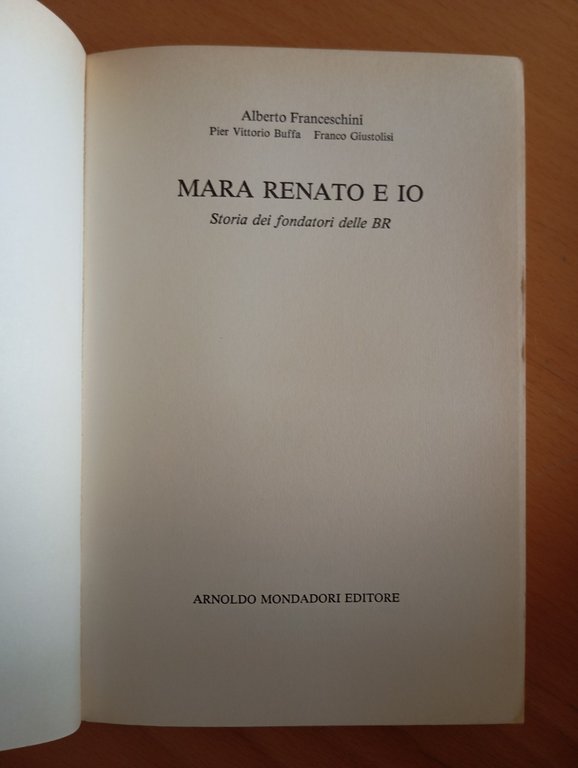 Alberto Franceschini
Pier Vittorio Buffa Franco Giustolisi
MARA RENATO E IO
Storia dei fondatori delle BR
ARNOLDO MONDADORI EDITORE